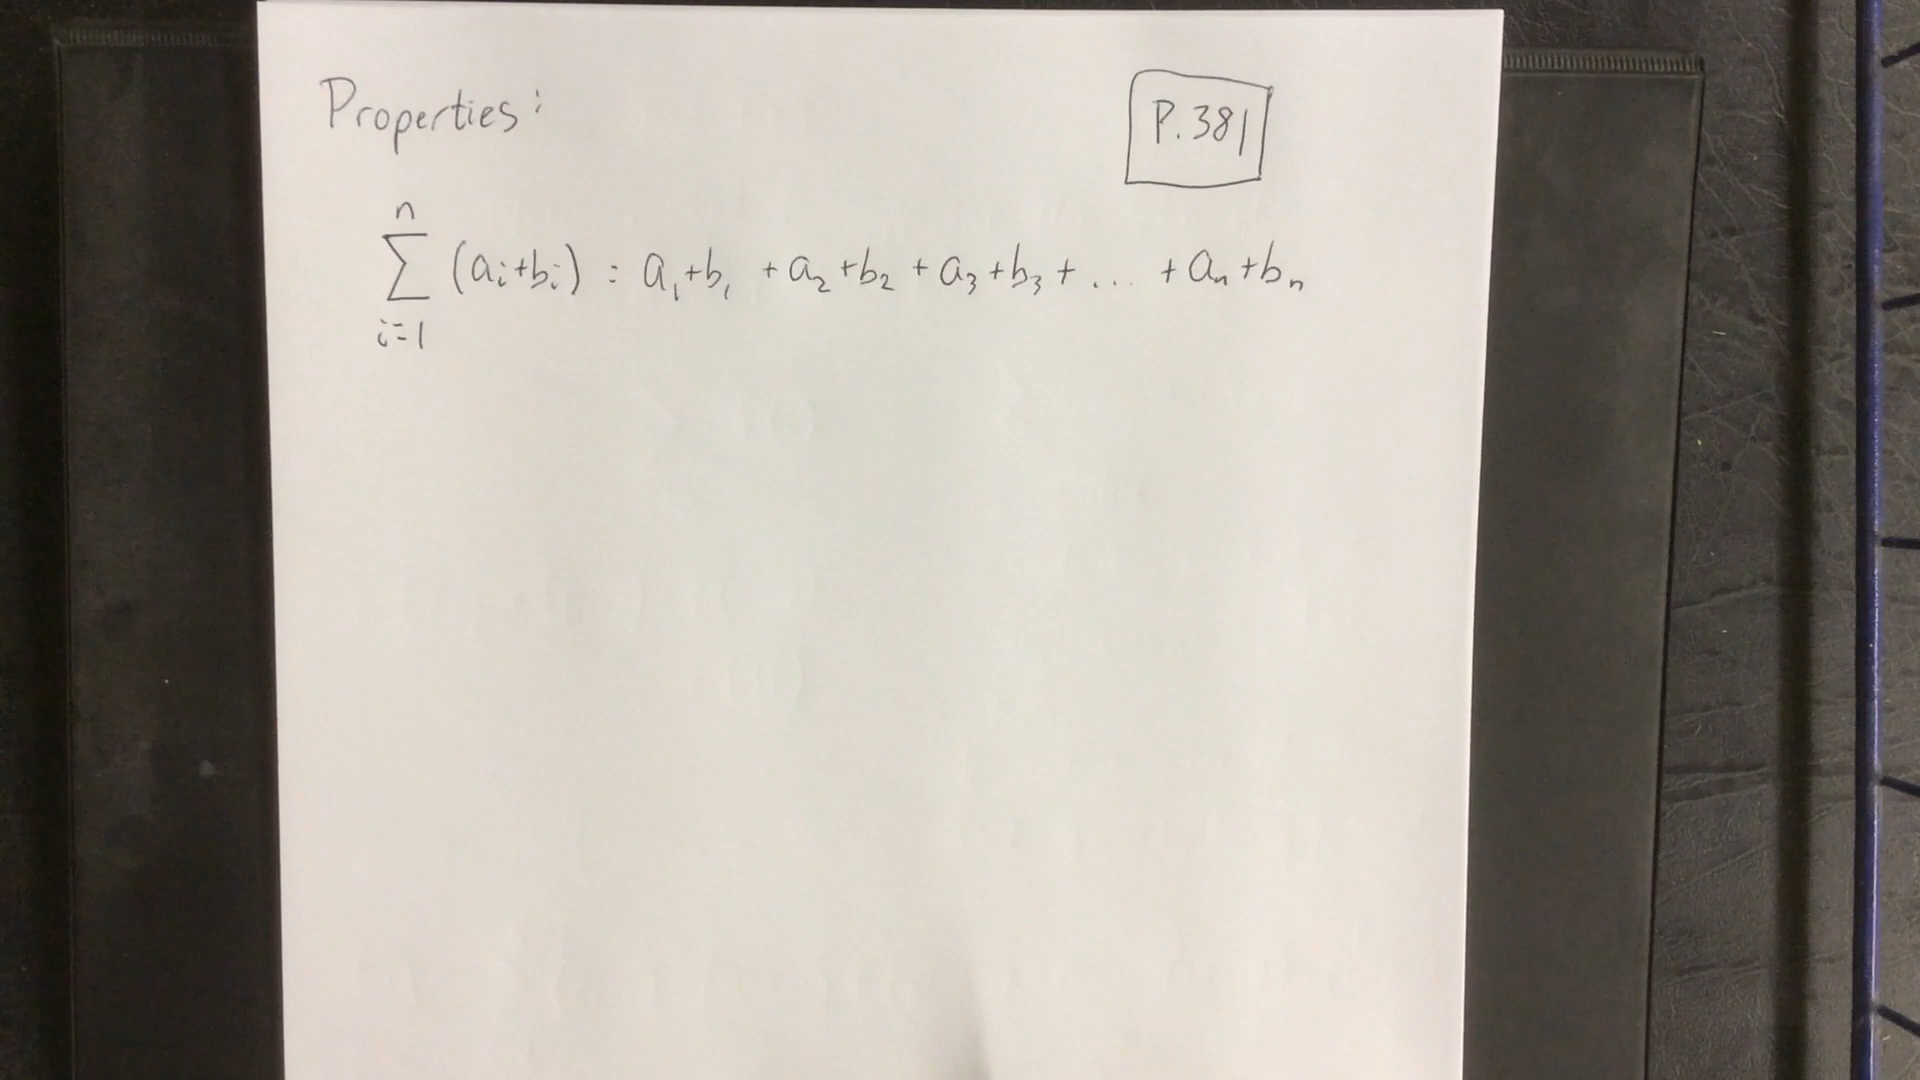 Properties:
P. 381
n
∑ (aᵢ+bᵢ) = a₁+b₁ + a₂+b₂ + a₃+b₃ + ... + aₙ+bₙ
i=1